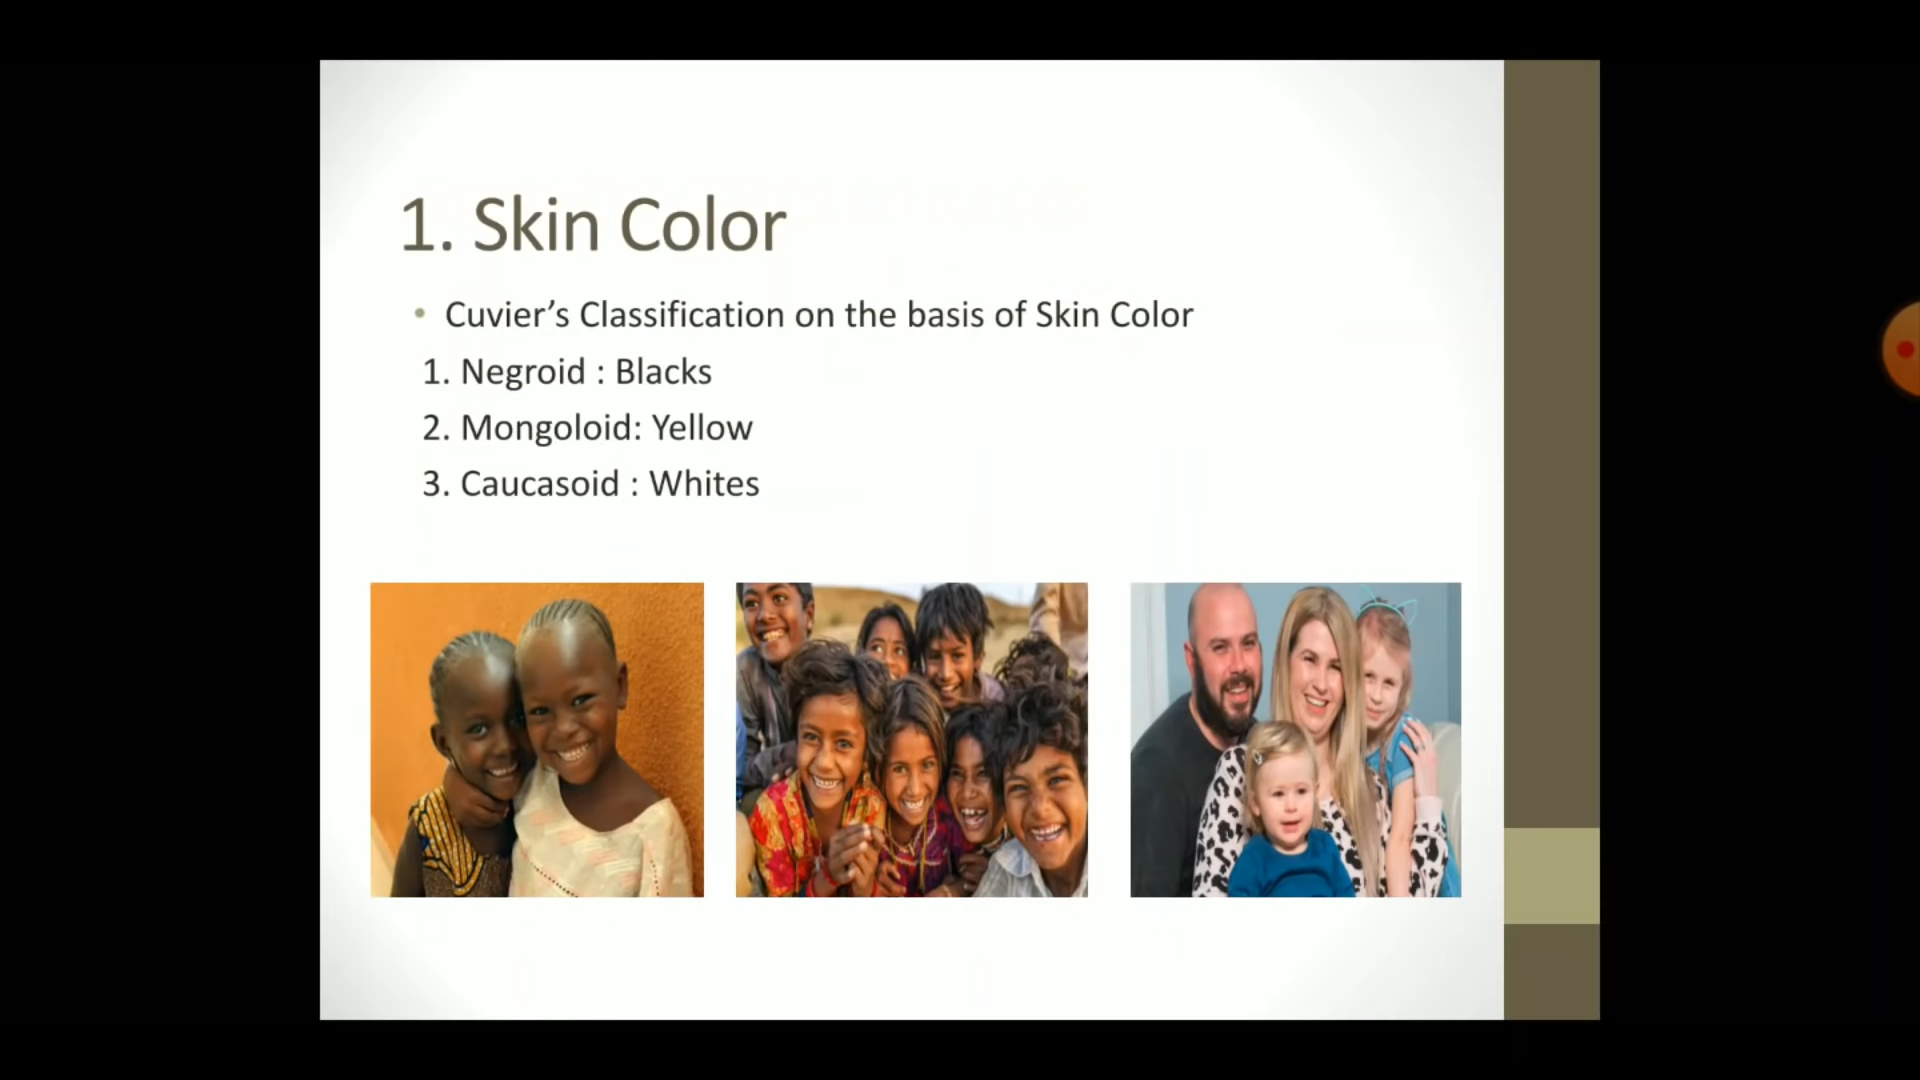 1. Skin Color
• Cuvier’s Classification on the basis of Skin Color
1. Negroid : Blacks
2. Mongoloid: Yellow
3. Caucasoid : Whites